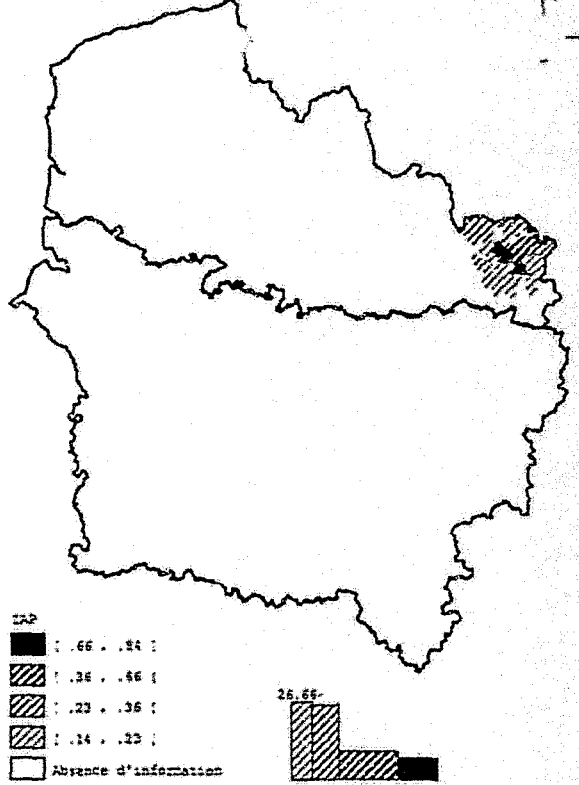 [ .66 , .84 [
[ .36 , .66 [
[ .23 , .36 [
[ .14 , .23 [
Absence d'information
26.66